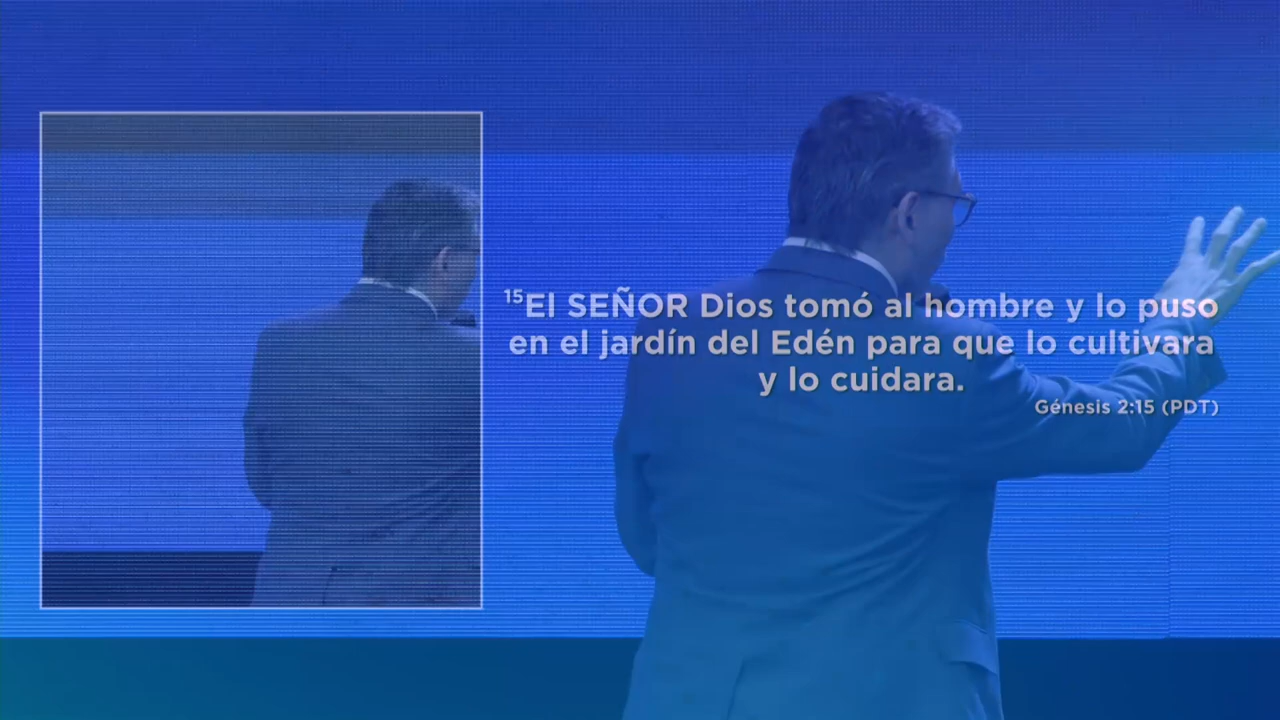 ¹⁵El SEÑOR Dios tomó al hombre y lo puso
en el jardín del Edén para que lo cultivara
y lo cuidara.
Génesis 2:15 (PDT)